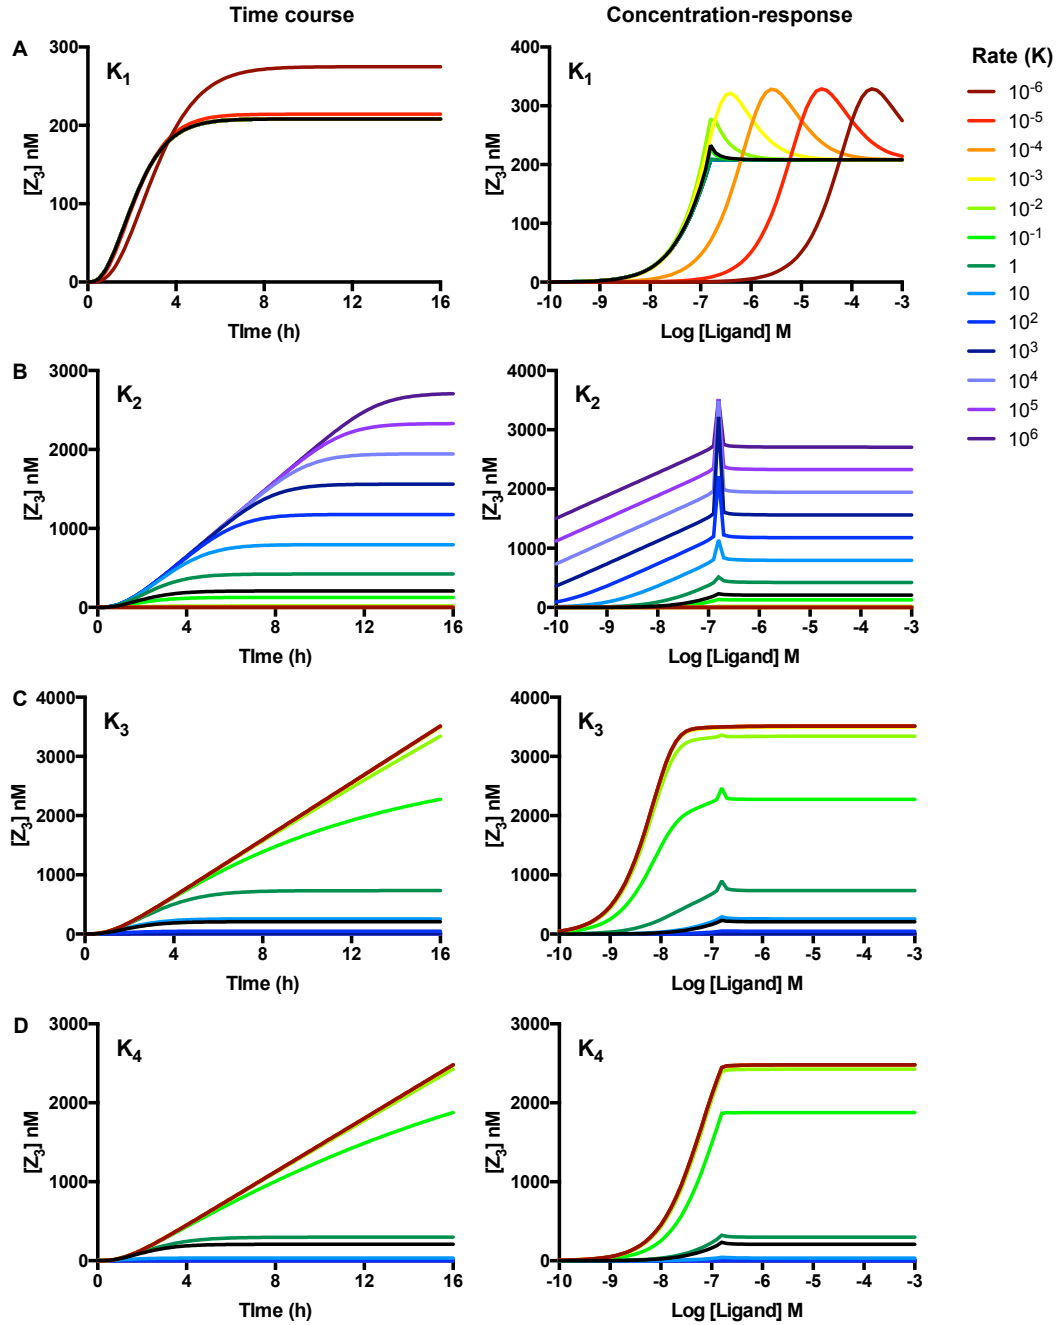 Time course
Concentration-response
A
K1
[Z3] nM
300
200
100
0
0 4 8 12 16
TIme (h)
K1
[Z3] nM
400
300
200
100
0
-10 -9 -8 -7 -6 -5 -4 -3
Log [Ligand] M
Rate (K)
10-6
10-5
10-4
10-3
10-2
10-1
1
10
102
103
104
105
106
B
K2
[Z3] nM
3000
2000
1000
0
0 4 8 12 16
TIme (h)
K2
[Z3] nM
4000
3000
2000
1000
0
-10 -9 -8 -7 -6 -5 -4 -3
Log [Ligand] M
C
K3
[Z3] nM
4000
3000
2000
1000
0
0 4 8 12 16
TIme (h)
K3
[Z3] nM
4000
3000
2000
1000
0
-10 -9 -8 -7 -6 -5 -4 -3
Log [Ligand] M
D
K4
[Z3] nM
3000
2000
1000
0
0 4 8 12 16
TIme (h)
K4
[Z3] nM
3000
2000
1000
0
-10 -9 -8 -7 -6 -5 -4 -3
Log [Ligand] M